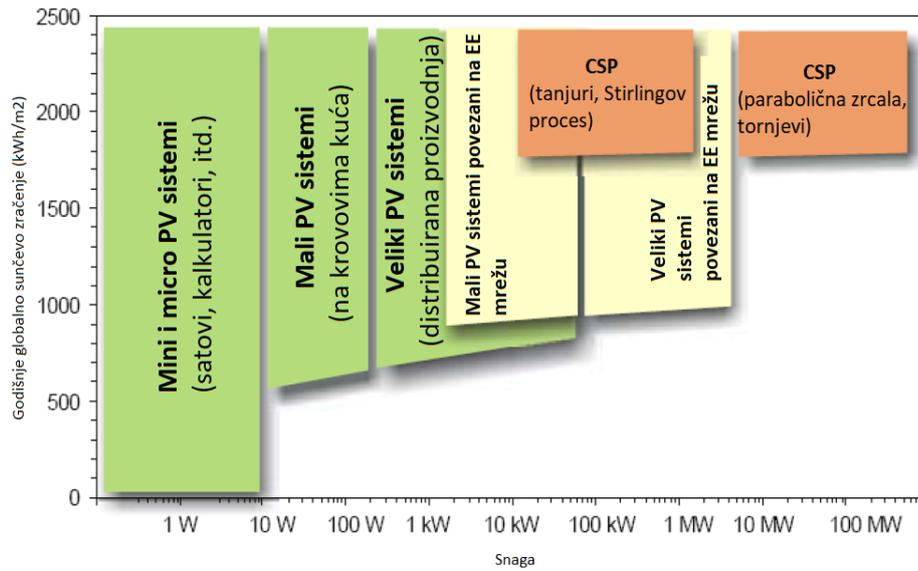 Godišnje globalno sunčevo zračenje (kWh/m2)
2500
2000
1500
1000
500
0
Mini i micro PV sistemi
(satovi, kalkulatori, itd.)
Mali PV sistemi
(na krovovima kuća)
Veliki PV sistemi
(distribuirana proizvodnja)
Mali PV sistemi povezani na EE
mrežu
CSP
(tanjuri, Stirlingov
proces)
Veliki PV
sistemi
povezani na EE mrežu
CSP
(parabolična zrcala,
tornjevi)
1 W
10 W
100 W
1 kW
10 kW
100 kW
1 MW
10 MW
100 MW
Snaga